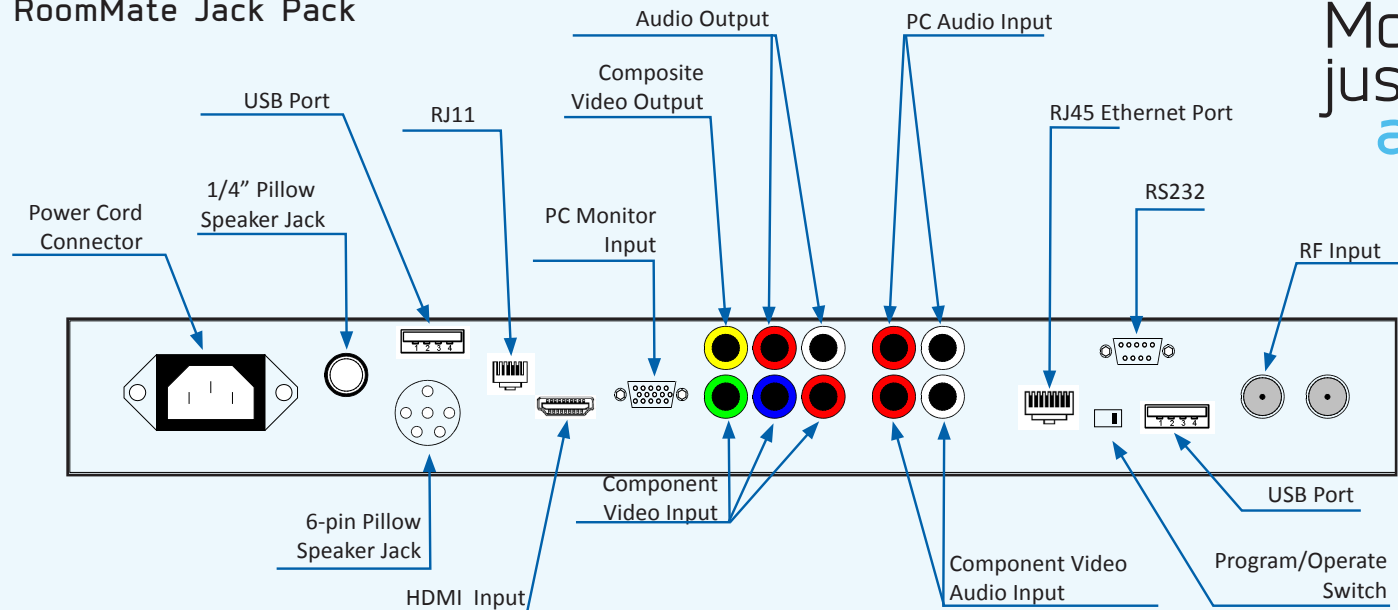 RoomMate Jack Pack
Audio Output
PC Audio Input
Composite
Video Output
USB Port
RJ11
RJ45 Ethernet Port
1/4” Pillow
Speaker Jack
Power Cord
Connector
PC Monitor
Input
RS232
RF Input
1 2 3 4
1 2 3 4
Component
Video Input
USB Port
6-pin Pillow
Speaker Jack
HDMI Input
Component Video
Audio Input
Program/Operate
Switch